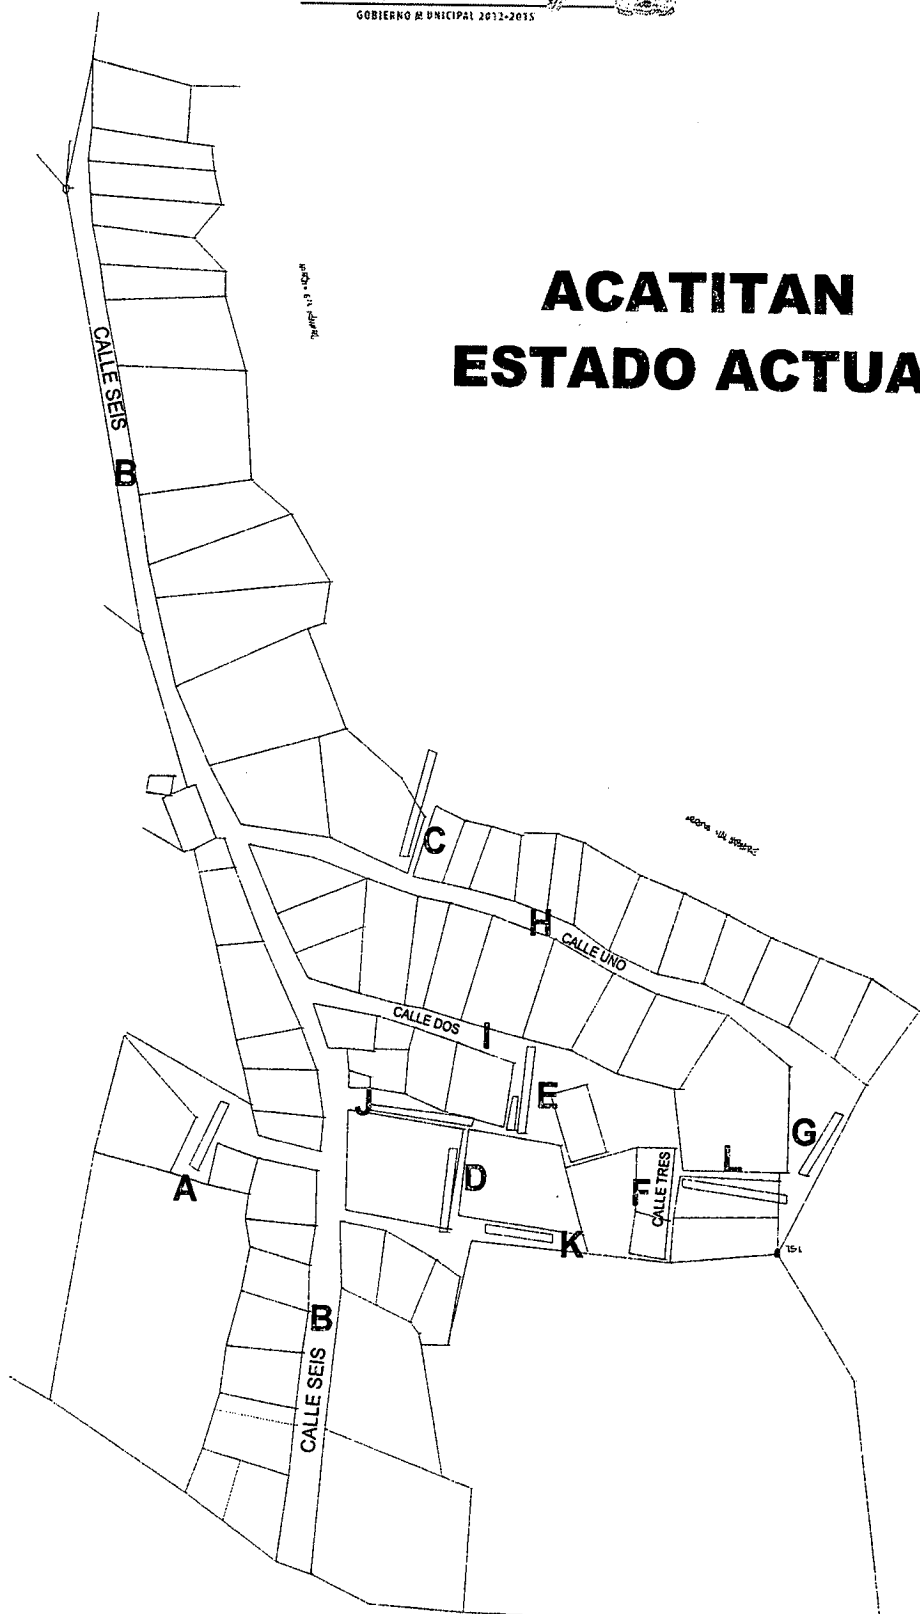 GOBIERNO MUNICIPAL 2012-2015
ACATITAN
ESTADO ACTUA
CALLE SEIS
B
C
H
CALLE UNO
CALLE DOS
I
E
J
G
L
A
D
CALLE TRES
K
B
CALLE SEIS